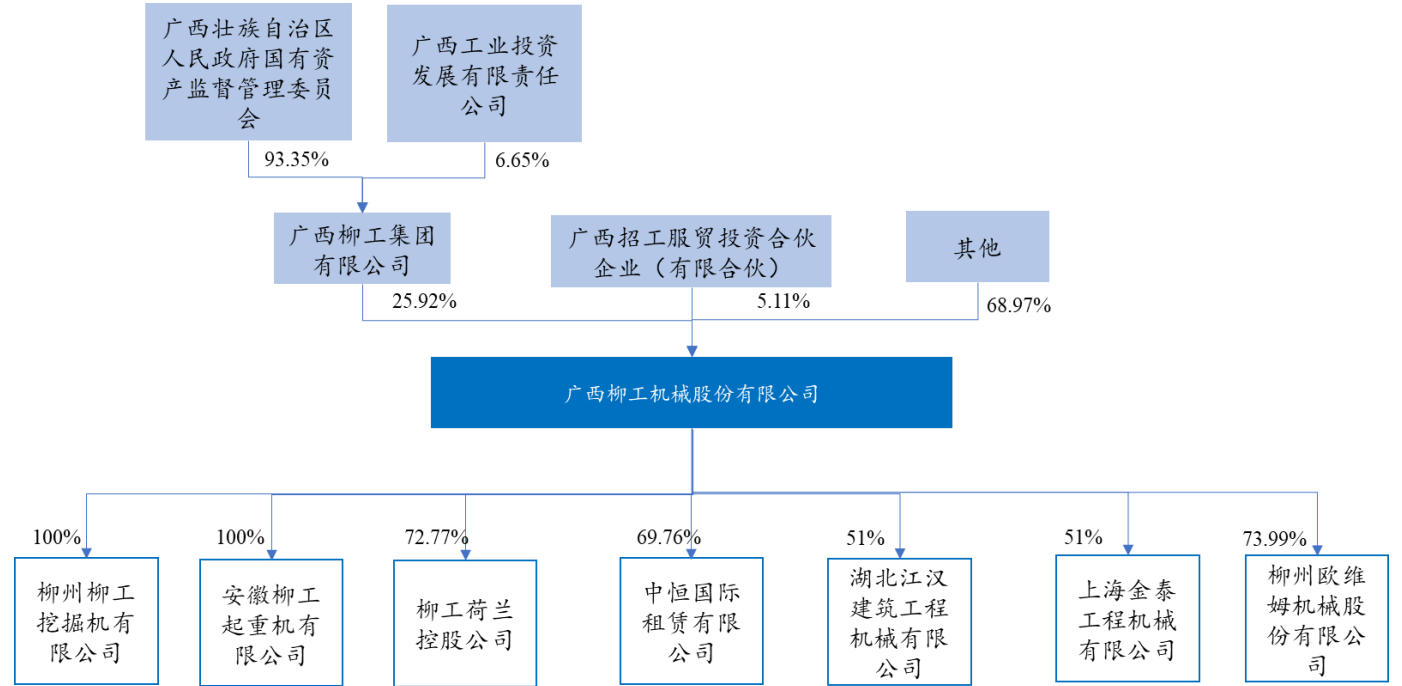 广西壮族自治区
人民政府国有资
产监督管理委员
会
广西工业投资
发展有限责任
公司
93.35%
6.65%
广西柳工集团
有限公司
广西招工服贸投资合伙
企业（有限合伙）
其他
25.92%
5.11%
68.97%
广西柳工机械股份有限公司
100%
100%
72.77%
69.76%
51%
51%
73.99%
柳州柳工
挖掘机有
限公司
安徽柳工
起重机有
限公司
柳工荷兰
控股公司
中恒国际
租赁有限
公司
湖北江汉
建筑工程
机械有限
公司
上海金泰
工程机械
有限公司
柳州欧维
姆机械股
份有限公
司